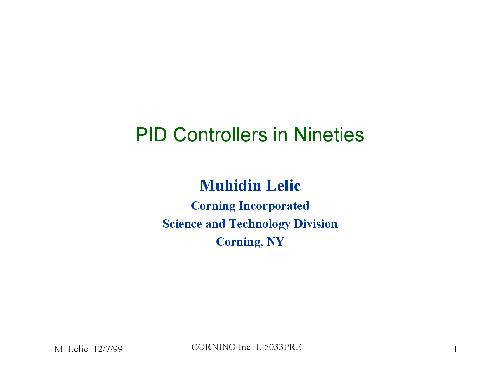 PID Controllers in Nineties
Muhidin Lelic
Corning Incorporated
Science and Technology Division
Corning, NY
M. Lelic 12/7/99
CORNING Inc. L5033PRE
1